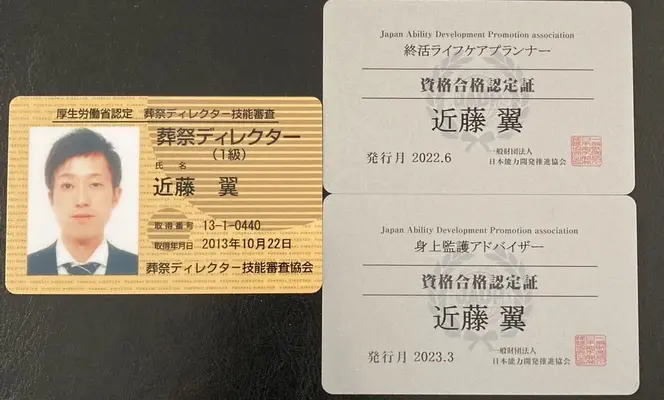 厚生労働省認定 葬祭ディレクター技能審査
葬祭ディレクター
(1級)
氏 名
近藤 翼
取得番号 13-1-0440
取得年月日 2013年10月22日
葬祭ディレクター技能審査協会
Japan Ability Development Promotion association
終活ライフケアプランナー
資格合格認定証
近藤 翼
発行月 2022.6
一般財団法人
日本能力開発推進協会
Japan Ability Development Promotion association
身上監護アドバイザー
資格合格認定証
近藤 翼
発行月 2023.3
一般財団法人
日本能力開発推進協会